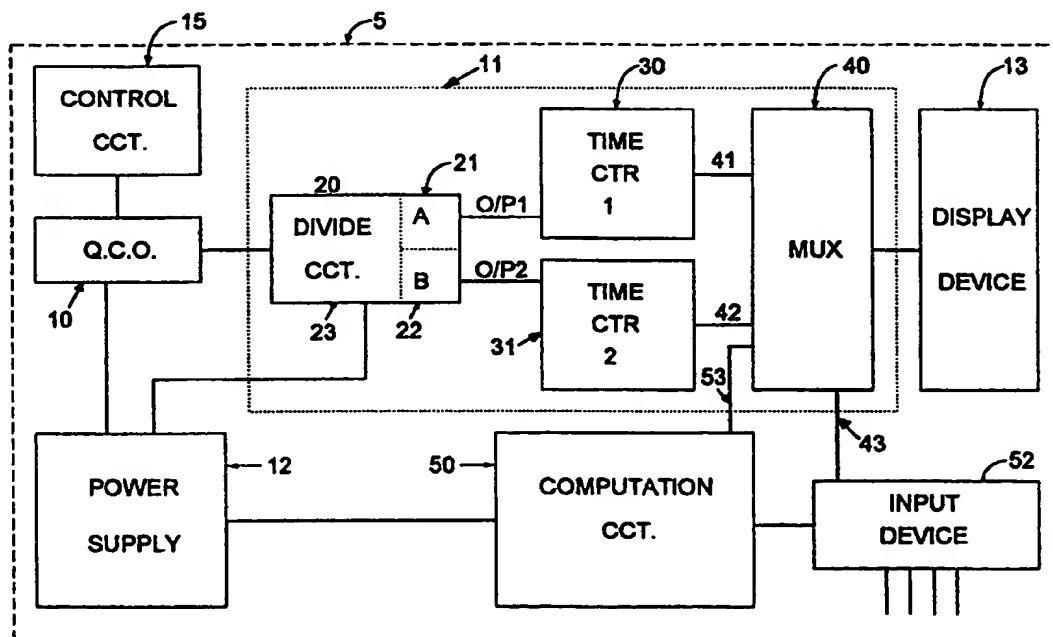 15
5
CONTROL
CCT.
11
30
40
13
TIME
CTR
1
41
MUX
DISPLAY
DEVICE
20
21
DIVIDE
CCT.
A
B
O/P1
O/P2
Q.C.O.
10
23
22
TIME
CTR
2
31
42
53
43
POWER
SUPPLY
12
50
COMPUTATION
CCT.
52
INPUT
DEVICE